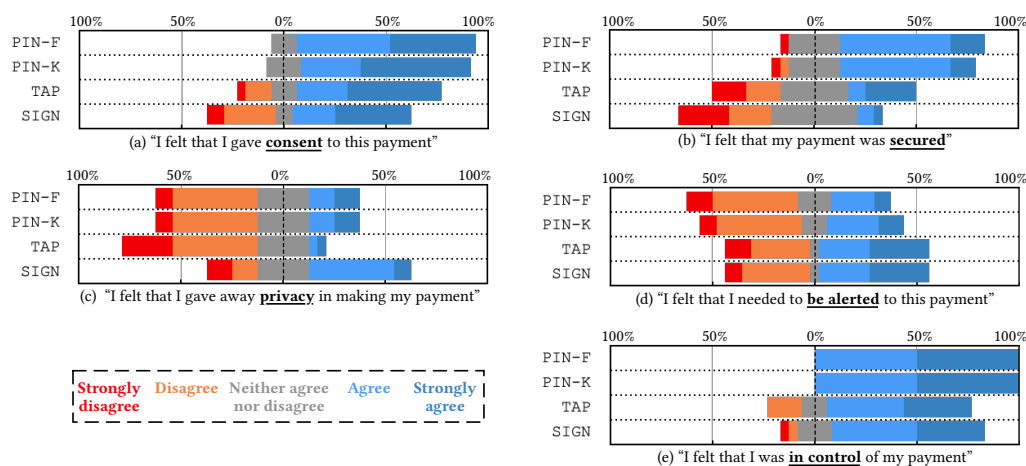 100% 50% 0% 50% 100%
PIN-F
PIN-K
TAP
SIGN
(a) “I felt that I gave consent to this payment”
100% 50% 0% 50% 100%
PIN-F
PIN-K
TAP
SIGN
(b) “I felt that my payment was secured”
100% 50% 0% 50% 100%
PIN-F
PIN-K
TAP
SIGN
(c) “I felt that I gave away privacy in making my payment”
100% 50% 0% 50% 100%
PIN-F
PIN-K
TAP
SIGN
(d) “I felt that I needed to be alerted to this payment”
Strongly disagree
Disagree
Neither agree nor disagree
Agree
Strongly agree
100% 50% 0% 50% 100%
PIN-F
PIN-K
TAP
SIGN
(e) “I felt that I was in control of my payment”